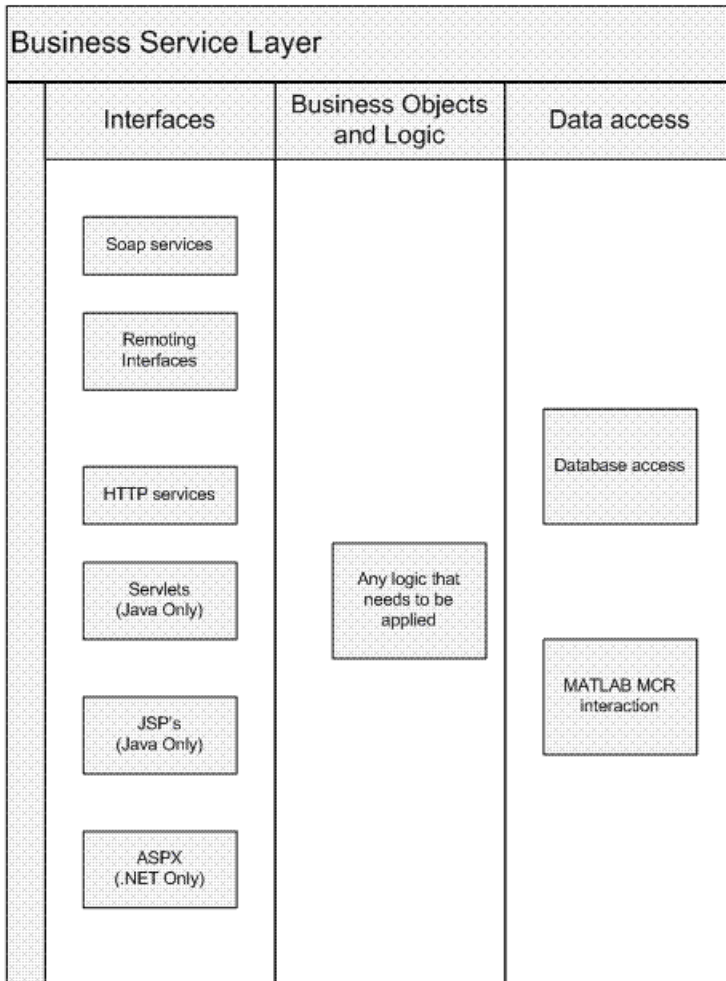 Business Service Layer
Interfaces
Business Objects
and Logic
Data access
Soap services
Remoting
Interfaces
HTTP services
Servlets
(Java Only)
JSP's
(Java Only)
ASPX
(.NET Only)
Any logic that
needs to be
applied
Database access
MATLAB MCR
interaction